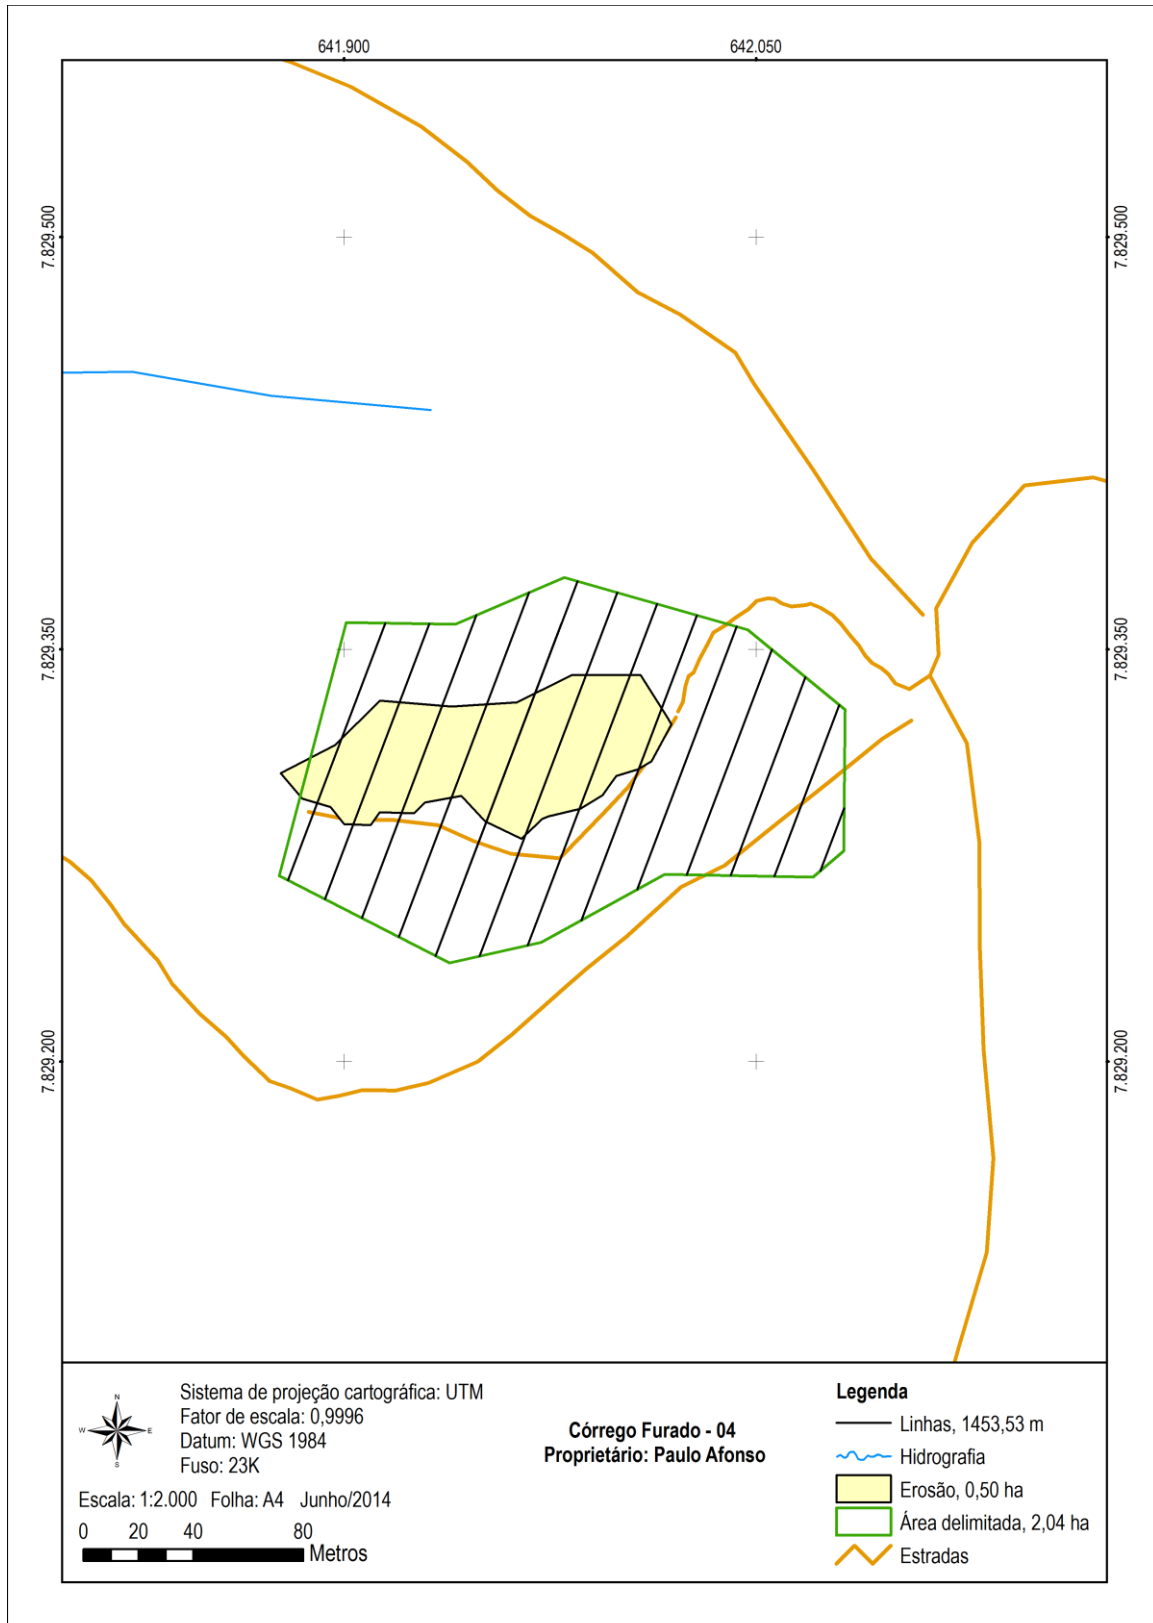 641.900
642.050
7.829.500
7.829.500
7.829.350
7.829.350
7.829.200
7.829.200
N
W
E
S
Sistema de projeção cartográfica: UTM
Fator de escala: 0,9996
Datum: WGS 1984
Fuso: 23K
Escala: 1:2.000 Folha: A4 Junho/2014
0 20 40 80
Metros
Córrego Furado - 04
Proprietário: Paulo Afonso
Legenda
Linhas, 1453,53 m
Hidrografia
Erosão, 0,50 ha
Área delimitada, 2,04 ha
Estradas